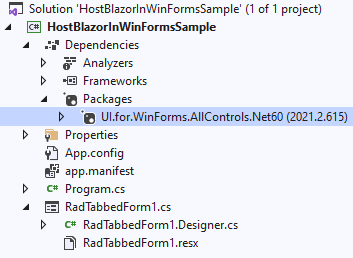 Solution 'HostBlazorInWinFormsSample' (1 of 1 project)
C# HostBlazorInWinFormsSample
Dependencies
Analyzers
Frameworks
Packages
UI.for.WinForms.AllControls.Net60 (2021.2.615)
Properties
App.config
app.manifest
C# Program.cs
RadTabbedForm1.cs
C# RadTabbedForm1.Designer.cs
RadTabbedForm1.resx